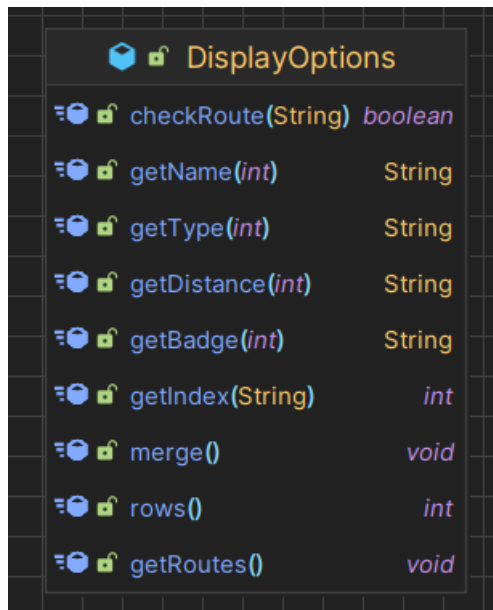 DisplayOptions
checkRoute(String) boolean
getName(int) String
getType(int) String
getDistance(int) String
getBadge(int) String
getIndex(String) int
merge() void
rows() int
getRoutes() void